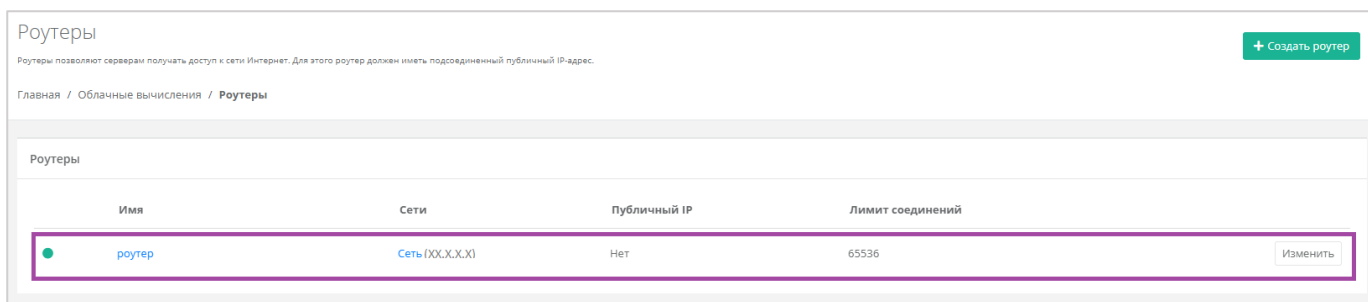 Роутеры
+ Создать роутер
Роутеры позволяют серверам получать доступ к сети Интернет. Для этого роутер должен иметь подсоединенный публичный IP-адрес.
Главная / Облачные вычисления / Роутеры
Роутеры
Имя Сети Публичный IP Лимит соединений
роутер Сеть (XX.X.X.X) Нет 65536 Изменить